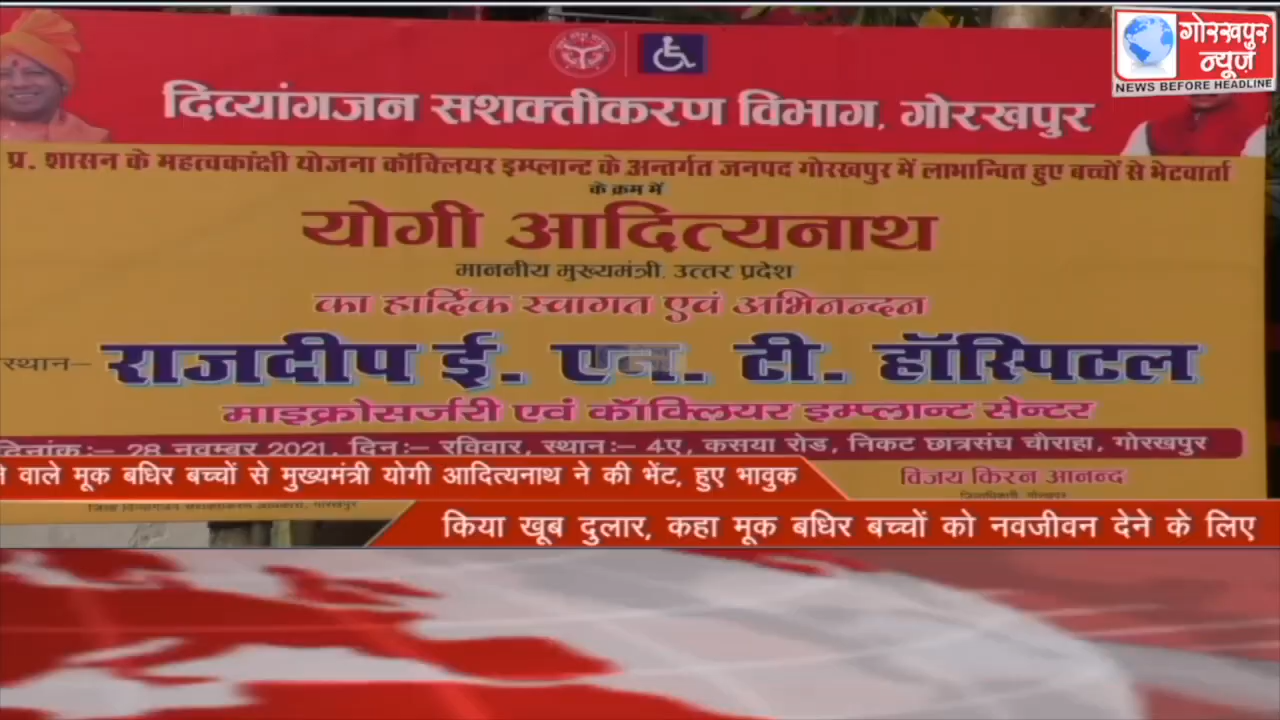 गोरखपुर
न्यूज़
NEWS BEFORE HEADLINE
दिव्यांगजन सशक्तीकरण विभाग, गोरखपुर
प्र. शासन के महत्वकांक्षी योजना कॉक्लियर इम्प्लान्ट के अन्तर्गत जनपद गोरखपुर में लाभान्वित हुए बच्चों से भेटवार्ता
के क्रम में
योगी आदित्यनाथ
माननीय मुख्यमंत्री, उत्तर प्रदेश
का हार्दिक स्वागत एवं अभिनन्दन
स्थान:– राजदीप ई. एन. टी. हॉस्पिटल
माइक्रोसर्जरी एवं कॉक्लियर इम्प्लान्ट सेन्टर
दिनांक:– 28 नवम्बर 2021, दिन:– रविवार, स्थान:– 4ए, कसया रोड, निकट छात्रसंघ चौराहा, गोरखपुर
वाले मूक बधिर बच्चों से मुख्यमंत्री योगी आदित्यनाथ ने की भेंट, हुए भावुक
विजय किरन आनन्द
किया खूब दुलार, कहा मूक बधिर बच्चों को नवजीवन देने के लिए